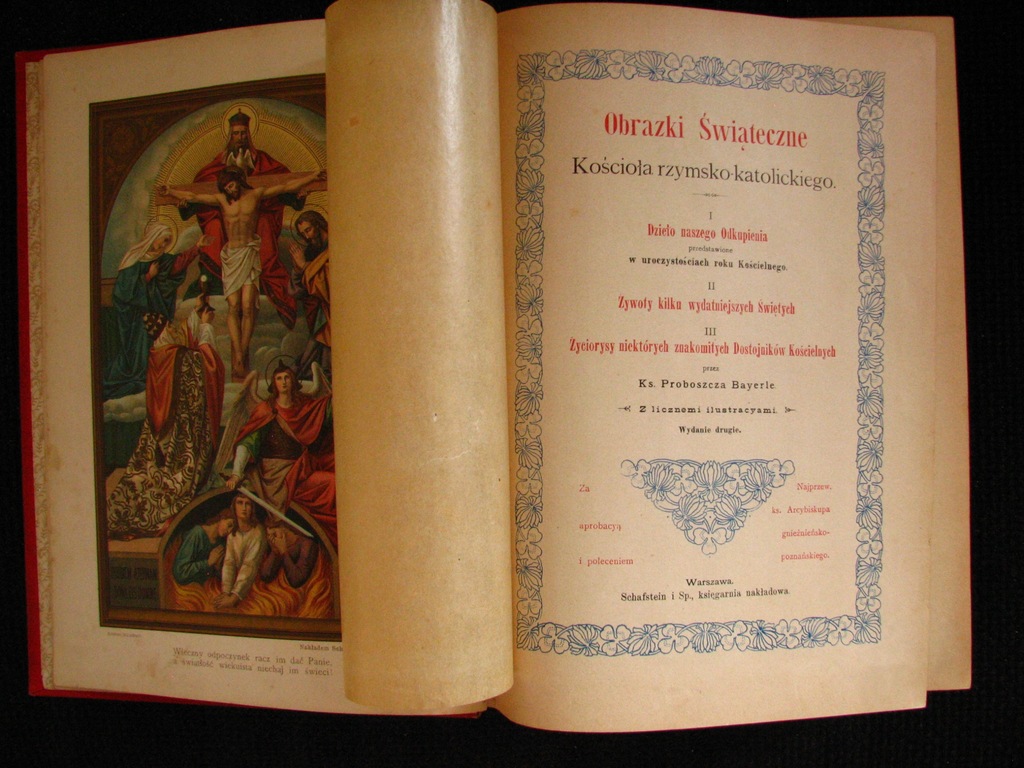 Nakładem Sch
Wieczny odpoczynek racz im dać Panie,
a światłość wiekuista niechaj im świeci!
Obrazki Świąteczne
Kościoła rzymsko-katolickiego.
I
Dzieło naszego Odkupienia
przedstawione
w uroczystościach roku Kościelnego.
II
Żywoty kilku wydatniejszych Świętych
III
Życiorysy niektórych znakomitych Dostojników Kościelnych
przez
Ks. Proboszcza Bayerle.
Z licznemi ilustracyami.
Wydanie drugie.
Za
aprobacyą
i poleceniem
Najprzew.
ks. Arcybiskupa
gnieźnieńsko-
poznańskiego.
Warszawa.
Schafstein i Sp., księgarnia nakładowa.